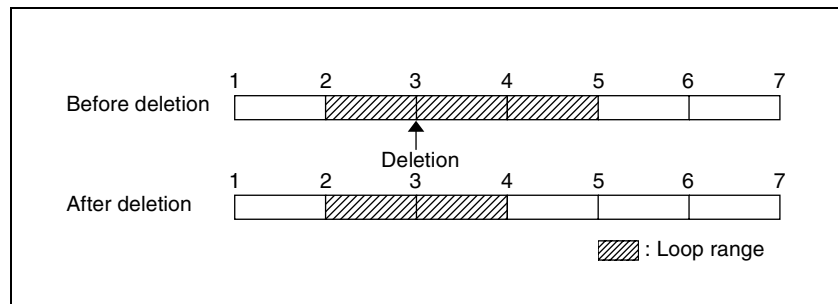 1 2 3 4 5 6 7
Before deletion
Deletion
1 2 3 4 5 6 7
After deletion
: Loop range